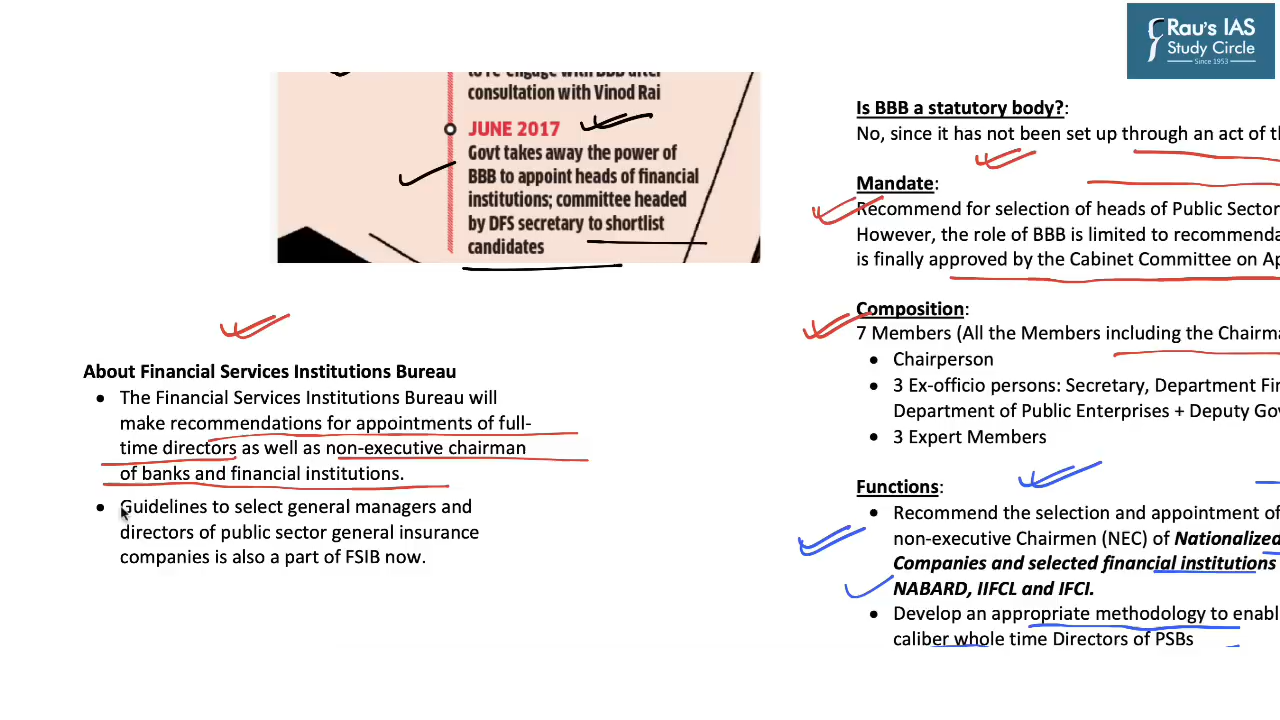 Rau's IAS
Study Circle
Since 1953
to re-engage with BBB after
consultation with Vinod Rai
JUNE 2017
Govt takes away the power of
BBB to appoint heads of financial
institutions; committee headed
by DFS secretary to shortlist
candidates
About Financial Services Institutions Bureau
• The Financial Services Institutions Bureau will
make recommendations for appointments of full-
time directors as well as non-executive chairman
of banks and financial institutions.
• Guidelines to select general managers and
directors of public sector general insurance
companies is also a part of FSIB now.
Is BBB a statutory body?:
No, since it has not been set up through an act of
Mandate:
Recommend for selection of heads of Public Sector
However, the role of BBB is limited to
is finally approved by the Cabinet Committee on
Composition:
7 Members (All the Members including the
• Chairperson
• 3 Ex-officio persons: Secretary, Department
Department of Public Enterprises + Deputy
• 3 Expert Members
Functions:
• Recommend the selection and appointment of
non-executive Chairmen (NEC) of Nationalized
Companies and selected financial institutions
NABARD, IIFCL and IFCI.
• Develop an appropriate methodology to
caliber whole time Directors of PSBs